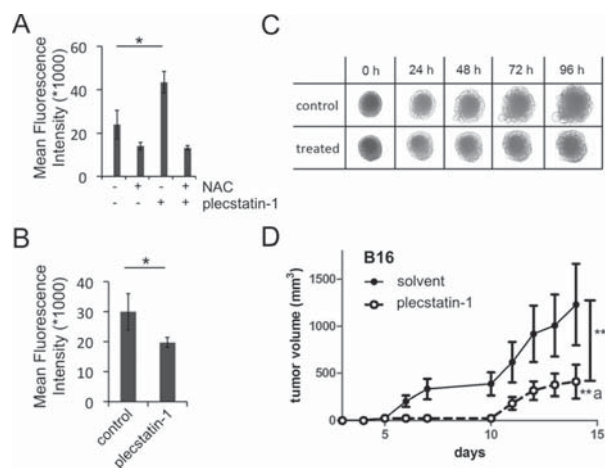 A
Mean Fluorescence
Intensity (*1000)
60
40
20
0
*
- + - + NAC
- - + + plecstatin-1
B
Mean Fluorescence
Intensity (*1000)
40
30
20
10
0
*
control
plecstatin-1
C
0 h 24 h 48 h 72 h 96 h
control
treated
D
B16
solvent
plecstatin-1
tumor volume (mm³)
1500
1000
500
0
5 10 15
days
**
**a